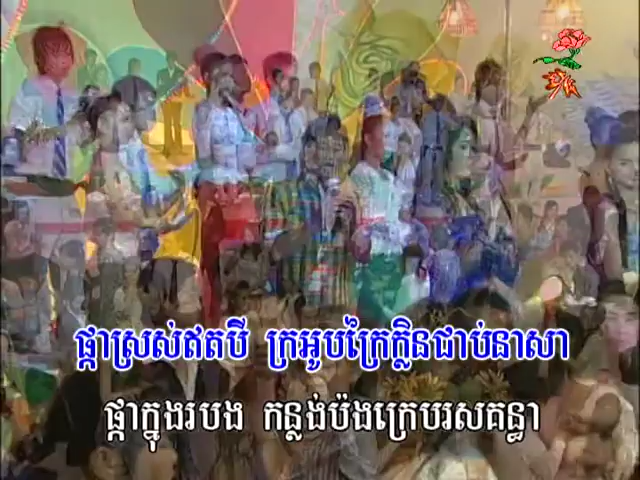 ផ្កាស្រស់ឥតបី ក្រអូបក្រៃក្លិនជាប់នាសា
ផ្កាក្នុងរបង កន្លង់ប៉ងក្រេបរសគន្ធា